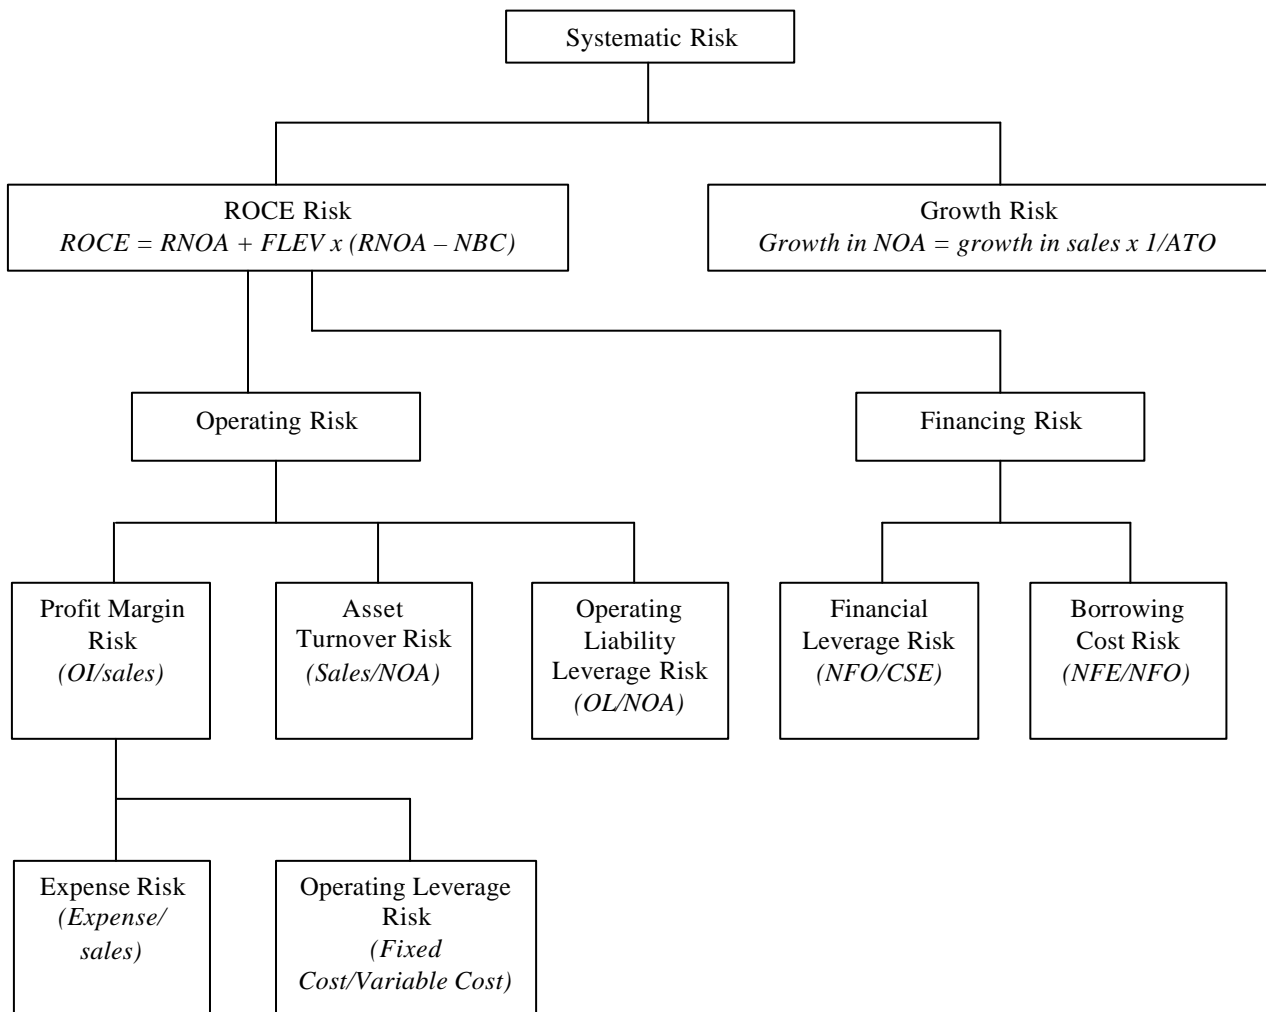 Systematic Risk
ROCE Risk
ROCE = RNOA + FLEV x (RNOA – NBC)
Growth Risk
Growth in NOA = growth in sales x 1/ATO
Operating Risk
Financing Risk
Profit Margin
Risk
(OI/sales)
Asset
Turnover Risk
(Sales/NOA)
Operating
Liability
Leverage Risk
(OL/NOA)
Financial
Leverage Risk
(NFO/CSE)
Borrowing
Cost Risk
(NFE/NFO)
Expense Risk
(Expense/
sales)
Operating Leverage
Risk
(Fixed
Cost/Variable Cost)